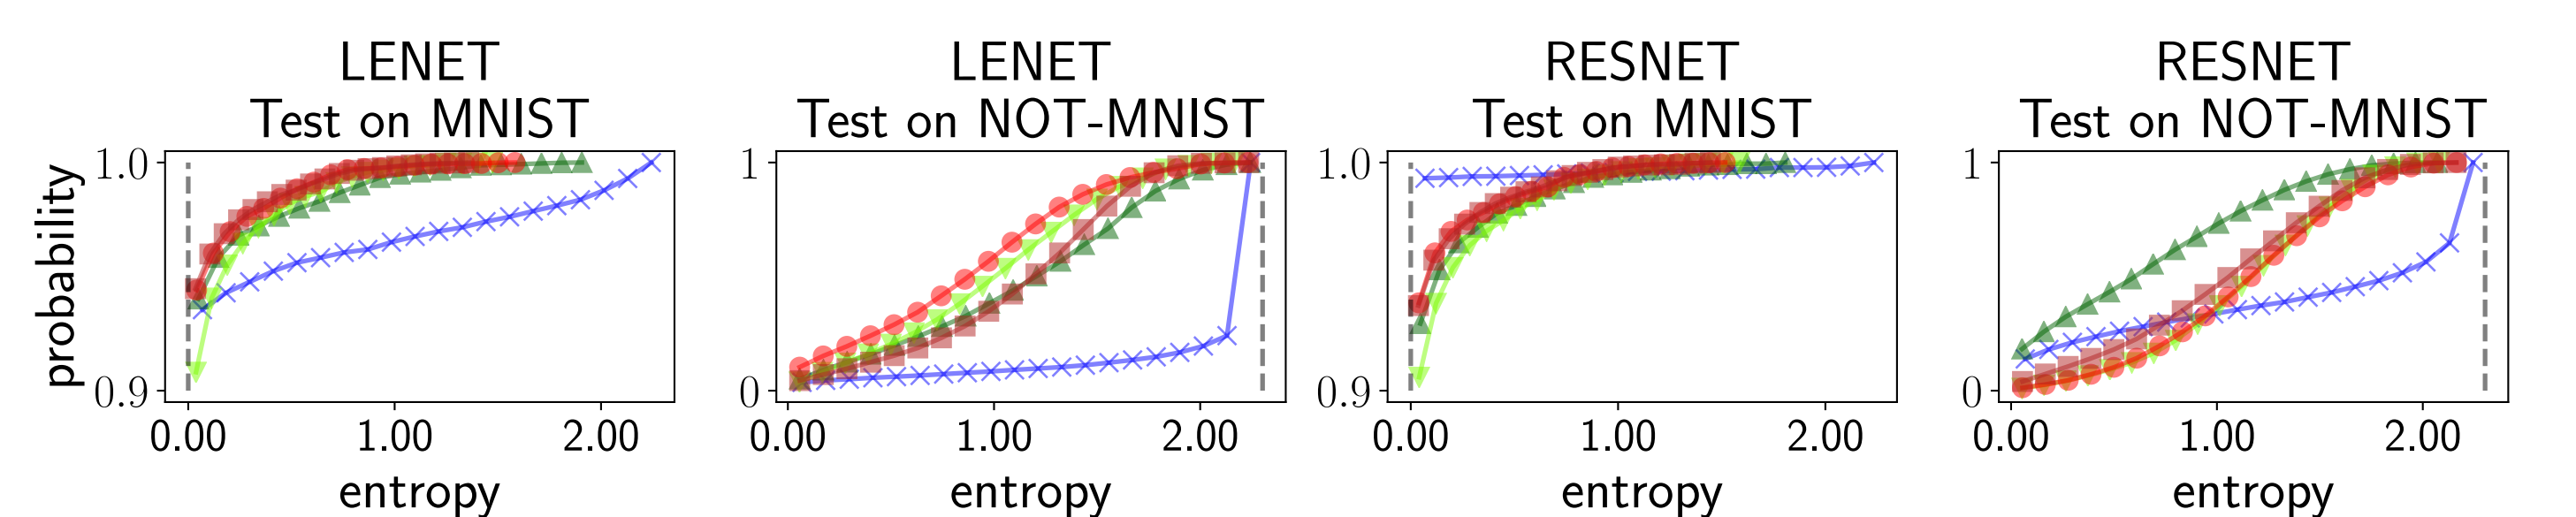 LENET
Test on MNIST
LENET
Test on NOT-MNIST
RESNET
Test on MNIST
RESNET
Test on NOT-MNIST
probability
1.0
0.9
0.00 1.00 2.00
entropy
1
0
0.00 1.00 2.00
entropy
1.0
0.9
0.00 1.00 2.00
entropy
1
0
0.00 1.00 2.00
entropy